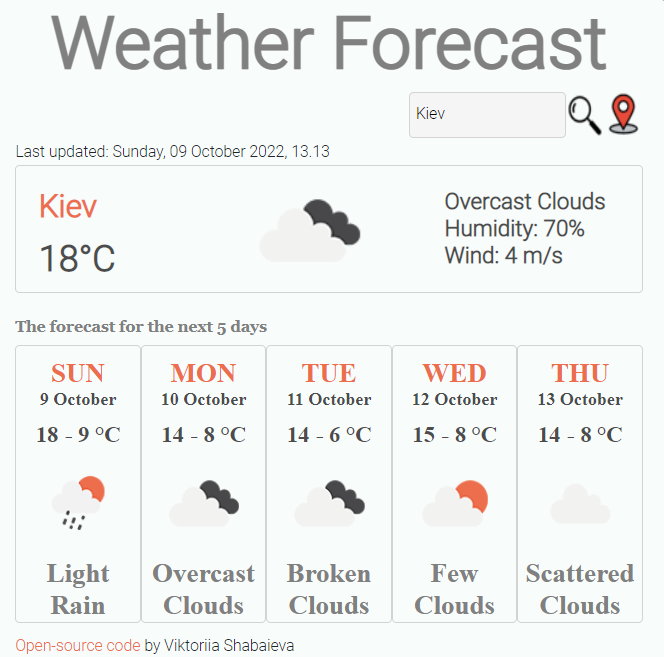 Weather Forecast
Kiev
Last updated: Sunday, 09 October 2022, 13.13
Kiev
18°C
Overcast Clouds
Humidity: 70%
Wind: 4 m/s
The forecast for the next 5 days
SUN
9 October
18 - 9 °C
Light
Rain
MON
10 October
14 - 8 °C
Overcast
Clouds
TUE
11 October
14 - 6 °C
Broken
Clouds
WED
12 October
15 - 8 °C
Few
Clouds
THU
13 October
14 - 8 °C
Scattered
Clouds
Open-source code by Viktoriia Shabaieva